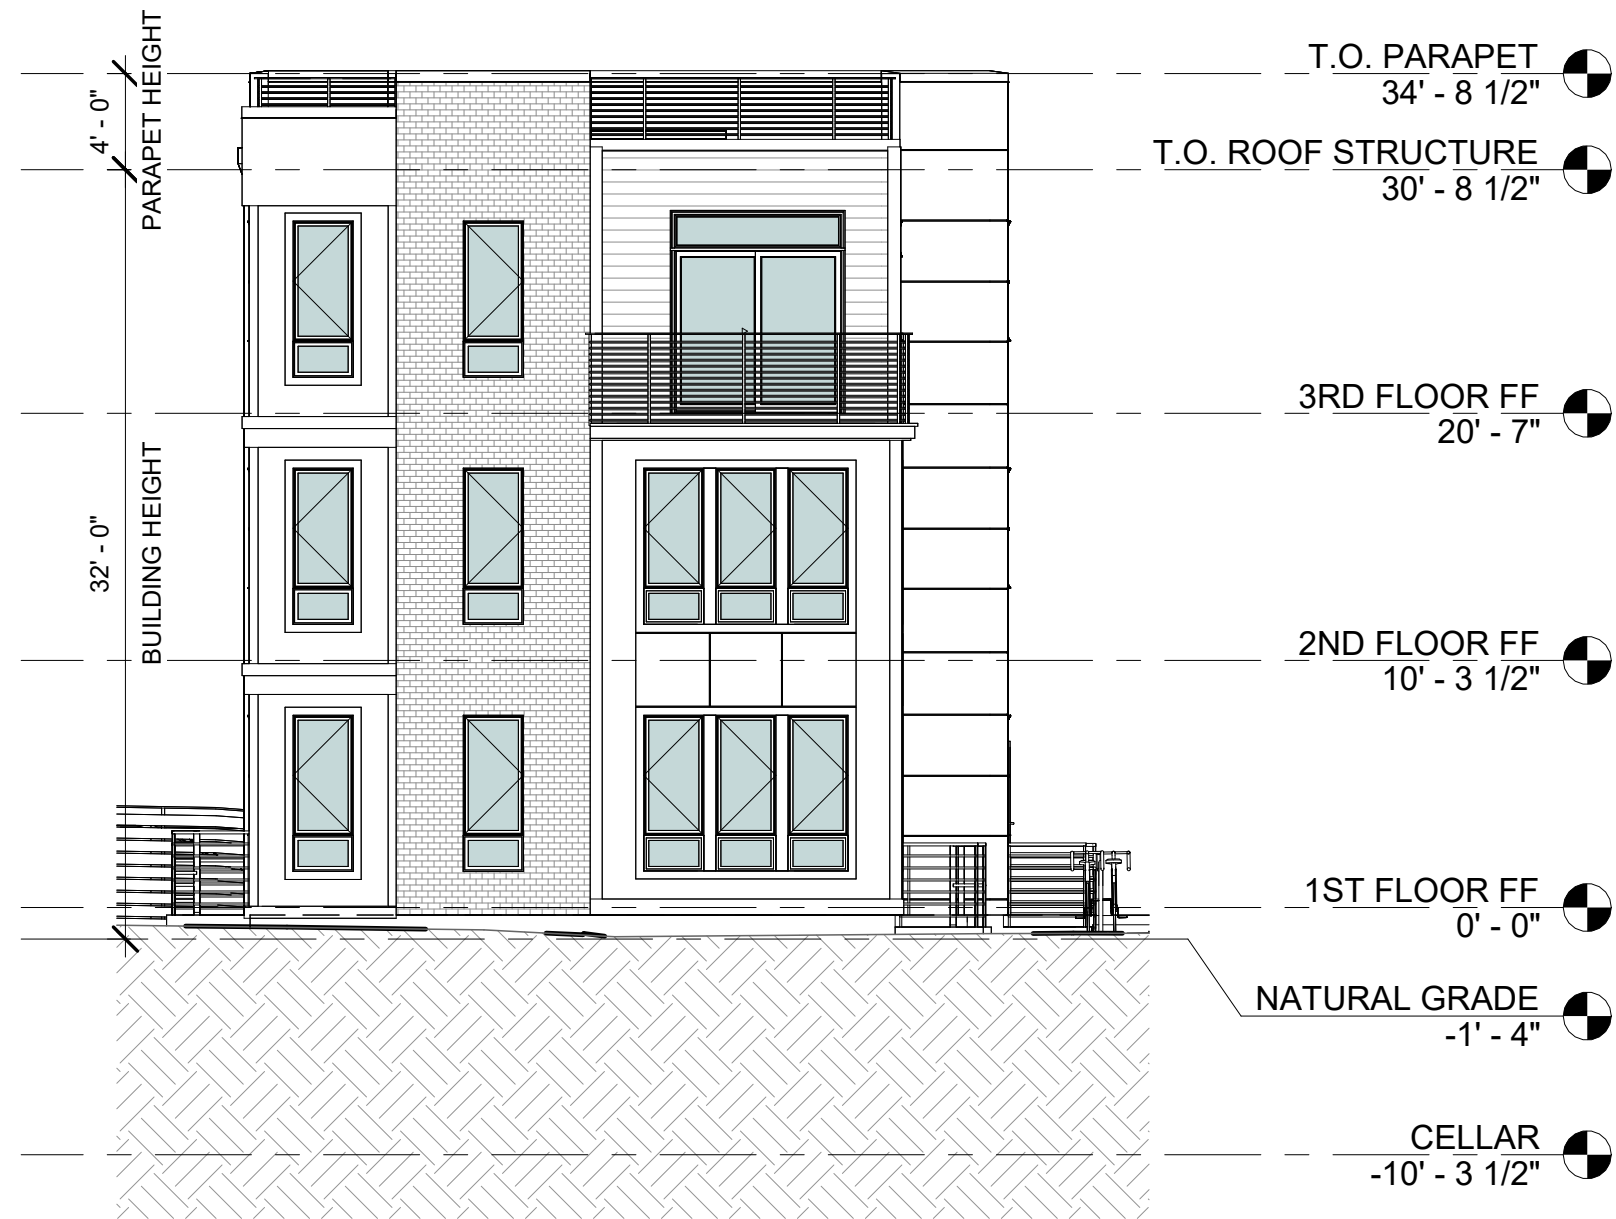 T.O. PARAPET
34' - 8 1/2"
4' - 0"
PARAPET HEIGHT
T.O. ROOF STRUCTURE
30' - 8 1/2"
3RD FLOOR FF
20' - 7"
32' - 0"
BUILDING HEIGHT
2ND FLOOR FF
10' - 3 1/2"
1ST FLOOR FF
0' - 0"
NATURAL GRADE
-1' - 4"
CELLAR
-10' - 3 1/2"